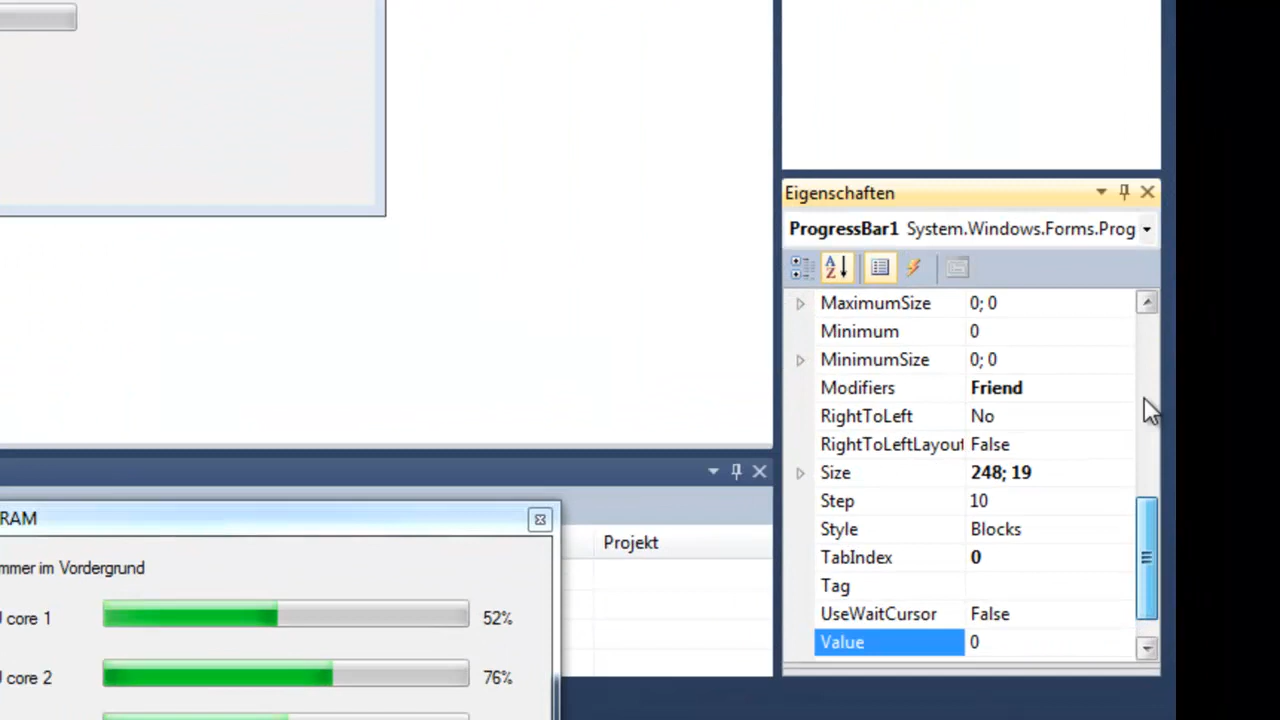 Eigenschaften
ProgressBar1 System.Windows.Forms.Prog
MaximumSize 0; 0
Minimum 0
MinimumSize 0; 0
Modifiers Friend
RightToLeft No
RightToLeftLayout False
Size 248; 19
Step 10
Style Blocks
TabIndex 0
Tag
UseWaitCursor False
Value 0
Projekt
RAM
mmer im Vordergrund
J core 1 52%
J core 2 76%